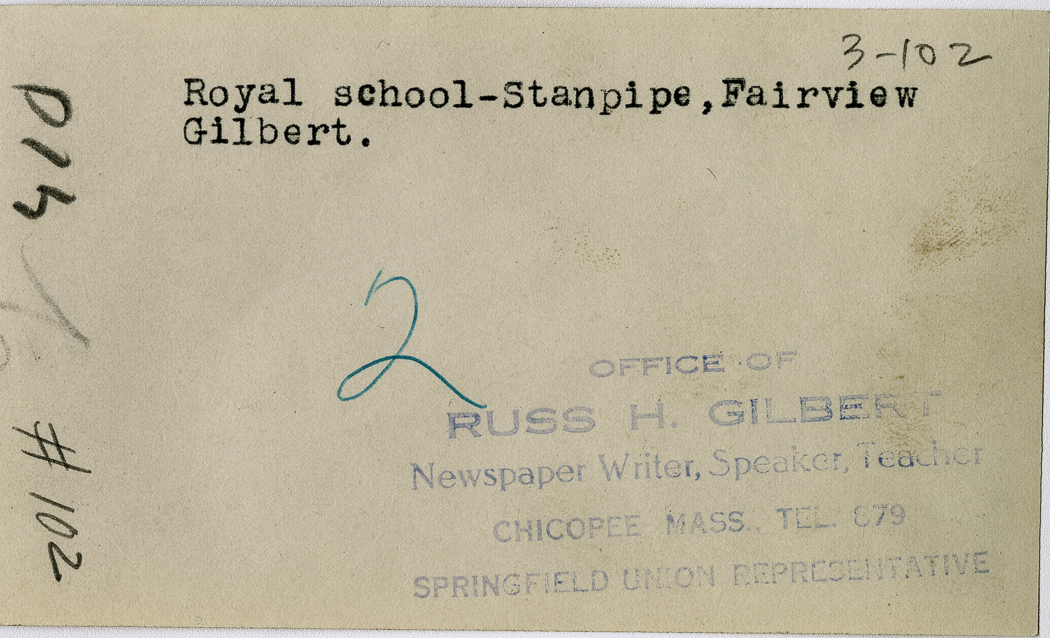 3-102
Royal school-Stanpipe,Fairview
Gilbert.
2
OFFICE OF
RUSS H. GILBERT
Newspaper Writer, Speaker, Teacher
CHICOPEE MASS., TEL. 879
SPRINGFIELD UNION REPRESENTATIVE
# 102